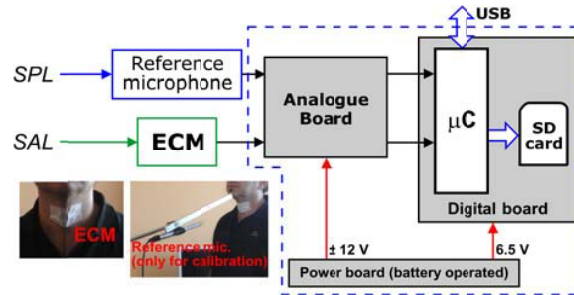 USB
SPL
Reference
microphone
Analogue
Board
μC
SD
card
SAL
ECM
Digital board
ECM
Reference mic.
(only for calibration)
± 12 V
6.5 V
Power board (battery operated)